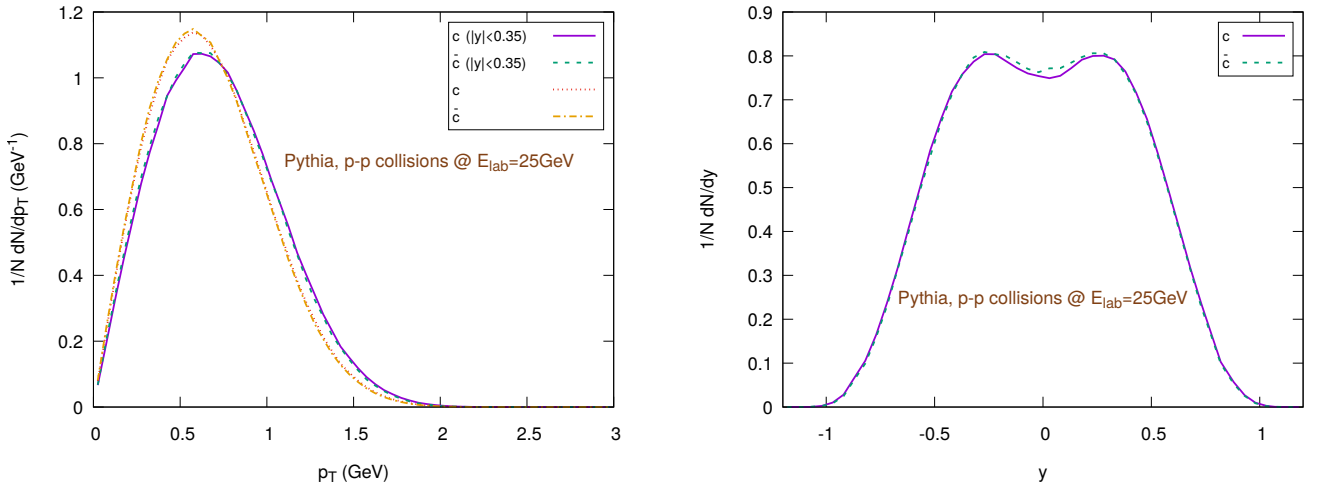 1/N dN/dp_T (GeV^-1)
1.2
1
0.8
0.6
0.4
0.2
0
c (|y|<0.35)
c̄ (|y|<0.35)
c
c̄
Pythia, p-p collisions @ E_lab=25GeV
0 0.5 1 1.5 2 2.5 3
p_T (GeV)
1/N dN/dy
0.9
0.8
0.7
0.6
0.5
0.4
0.3
0.2
0.1
0
c
c̄
Pythia, p-p collisions @ E_lab=25GeV
-1 -0.5 0 0.5 1
y